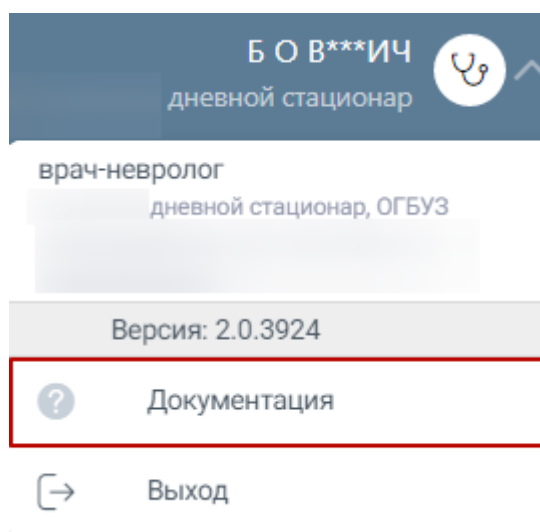 Б О В***ИЧ
дневной стационар
врач-невролог
дневной стационар, ОГБУЗ
Версия: 2.0.3924
?
Документация
Выход